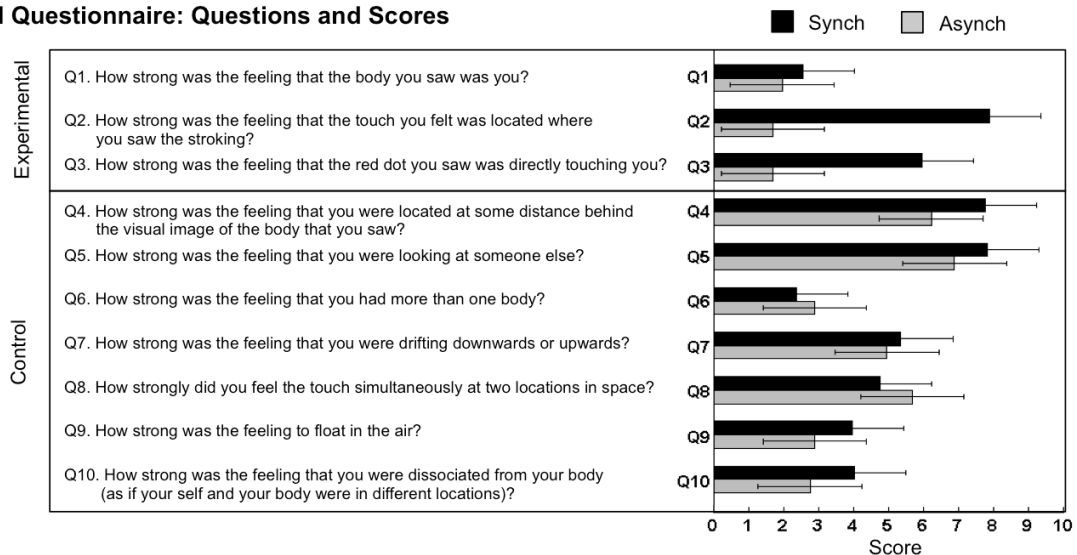 Questionnaire: Questions and Scores
Synch
Asynch
Experimental
Q1. How strong was the feeling that the body you saw was you?
Q1
Q2. How strong was the feeling that the touch you felt was located where
you saw the stroking?
Q2
Q3. How strong was the feeling that the red dot you saw was directly touching you?
Q3
Control
Q4. How strong was the feeling that you were located at some distance behind
the visual image of the body that you saw?
Q4
Q5. How strong was the feeling that you were looking at someone else?
Q5
Q6. How strong was the feeling that you had more than one body?
Q6
Q7. How strong was the feeling that you were drifting downwards or upwards?
Q7
Q8. How strongly did you feel the touch simultaneously at two locations in space?
Q8
Q9. How strong was the feeling to float in the air?
Q9
Q10. How strong was the feeling that you were dissociated from your body
(as if your self and your body were in different locations)?
Q10
0 1 2 3 4 5 6 7 8 9 10
Score